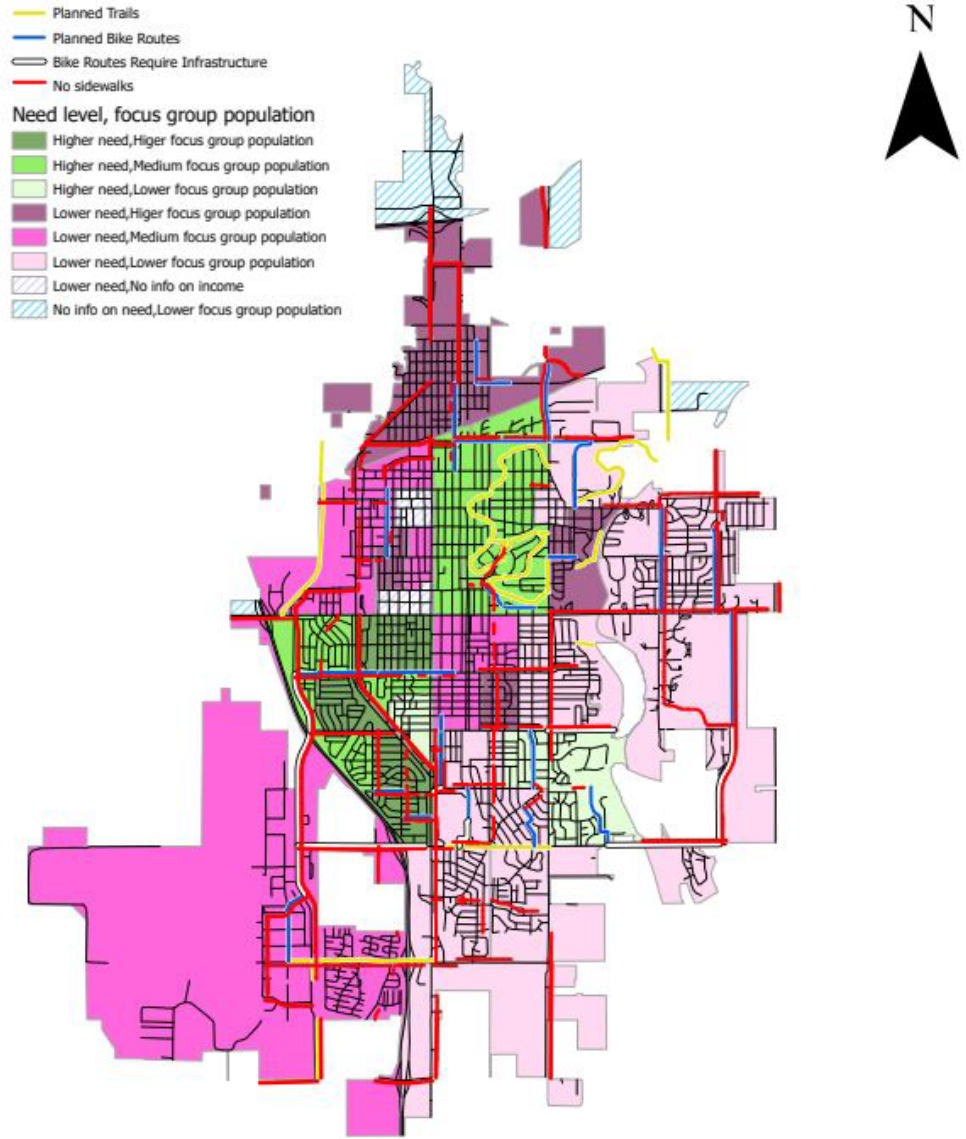 Planned Trails
Planned Bike Routes
Bike Routes Require Infrastructure
No sidewalks
Need level, focus group population
Higher need,Higer focus group population
Higher need,Medium focus group population
Higher need,Lower focus group population
Lower need,Higer focus group population
Lower need,Medium focus group population
Lower need,Lower focus group population
Lower need,No info on income
No info on need,Lower focus group population
N